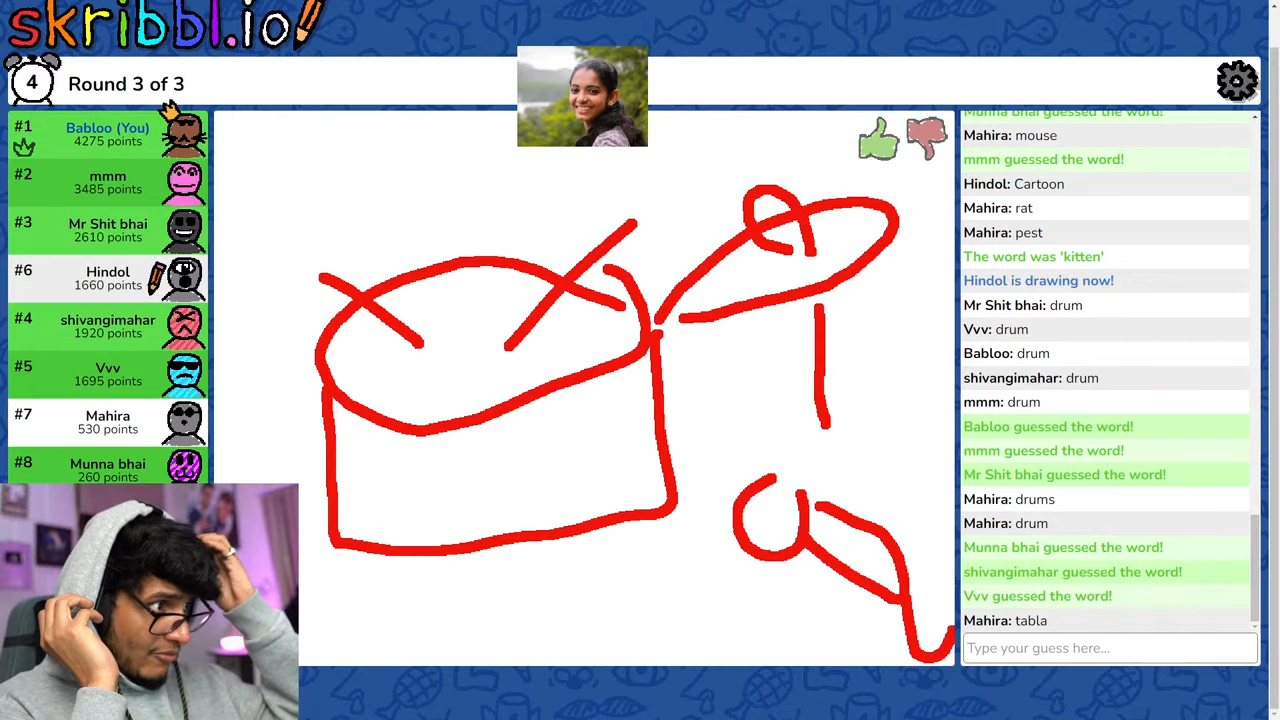 skribbl.io
4
Round 3 of 3
#1
Babloo (You)
4275 points
#2
mmm
3485 points
#3
Mr Shit bhai
2610 points
#6
Hindol
1660 points
#4
shivangimahar
1920 points
#5
Vvv
1695 points
#7
Mahira
530 points
#8
Munna bhai
260 points
Munna bhai guessed the word!
Mahira: mouse
mmm guessed the word!
Hindol: Cartoon
Mahira: rat
Mahira: pest
The word was 'kitten'
Hindol is drawing now!
Mr Shit bhai: drum
Vvv: drum
Babloo: drum
shivangimahar: drum
mmm: drum
Babloo guessed the word!
mmm guessed the word!
Mr Shit bhai guessed the word!
Mahira: drums
Mahira: drum
Munna bhai guessed the word!
shivangimahar guessed the word!
Vvv guessed the word!
Mahira: tabla
Type your guess here...